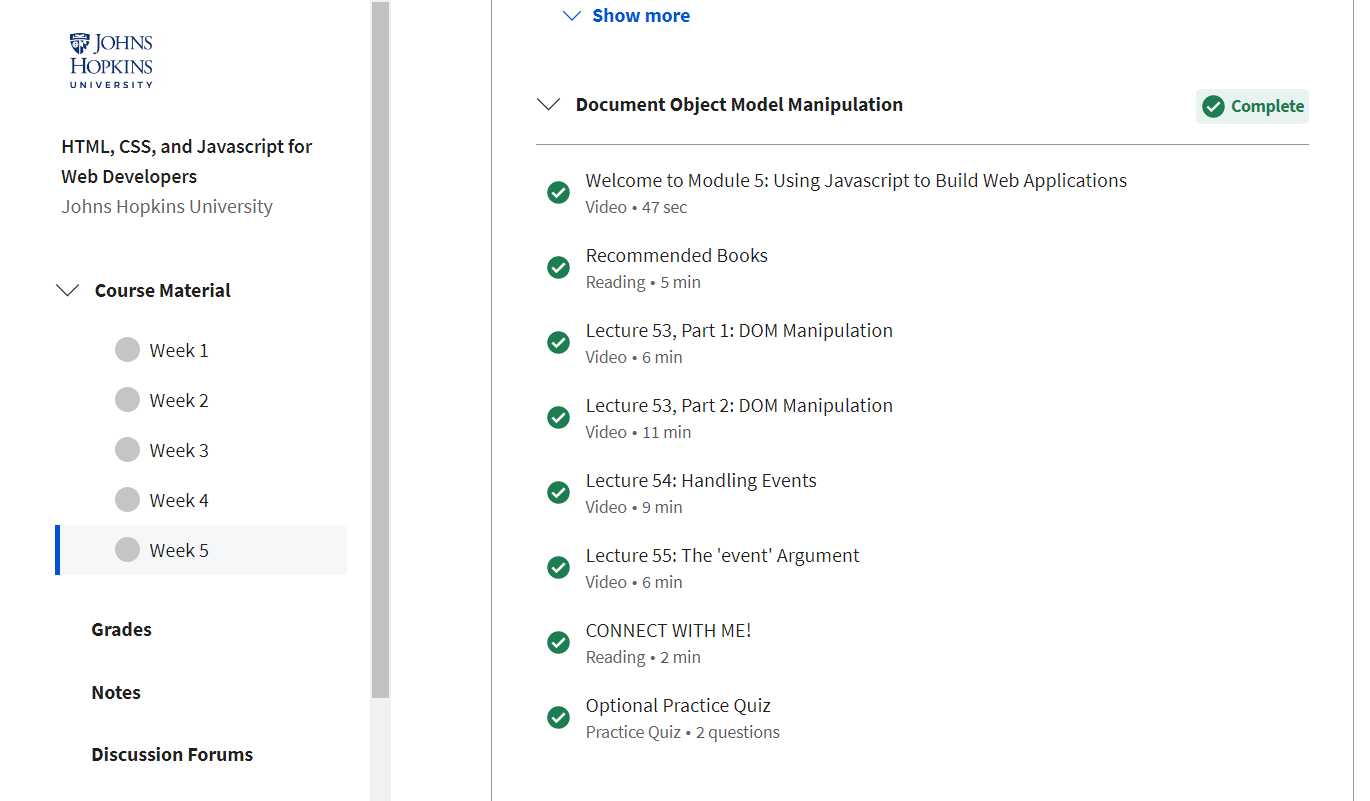 JOHNS
HOPKINS
UNIVERSITY
HTML, CSS, and Javascript for
Web Developers
Johns Hopkins University
Course Material
Week 1
Week 2
Week 3
Week 4
Week 5
Grades
Notes
Discussion Forums
Show more
Document Object Model Manipulation
Complete
Welcome to Module 5: Using Javascript to Build Web Applications
Video • 47 sec
Recommended Books
Reading • 5 min
Lecture 53, Part 1: DOM Manipulation
Video • 6 min
Lecture 53, Part 2: DOM Manipulation
Video • 11 min
Lecture 54: Handling Events
Video • 9 min
Lecture 55: The 'event' Argument
Video • 6 min
CONNECT WITH ME!
Reading • 2 min
Optional Practice Quiz
Practice Quiz • 2 questions